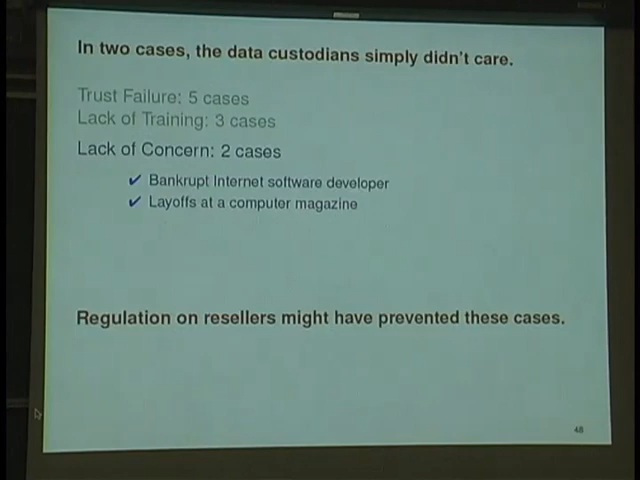 In two cases, the data custodians simply didn't care.
Trust Failure: 5 cases
Lack of Training: 3 cases
Lack of Concern: 2 cases
✔ Bankrupt Internet software developer
✔ Layoffs at a computer magazine
Regulation on resellers might have prevented these cases.
48